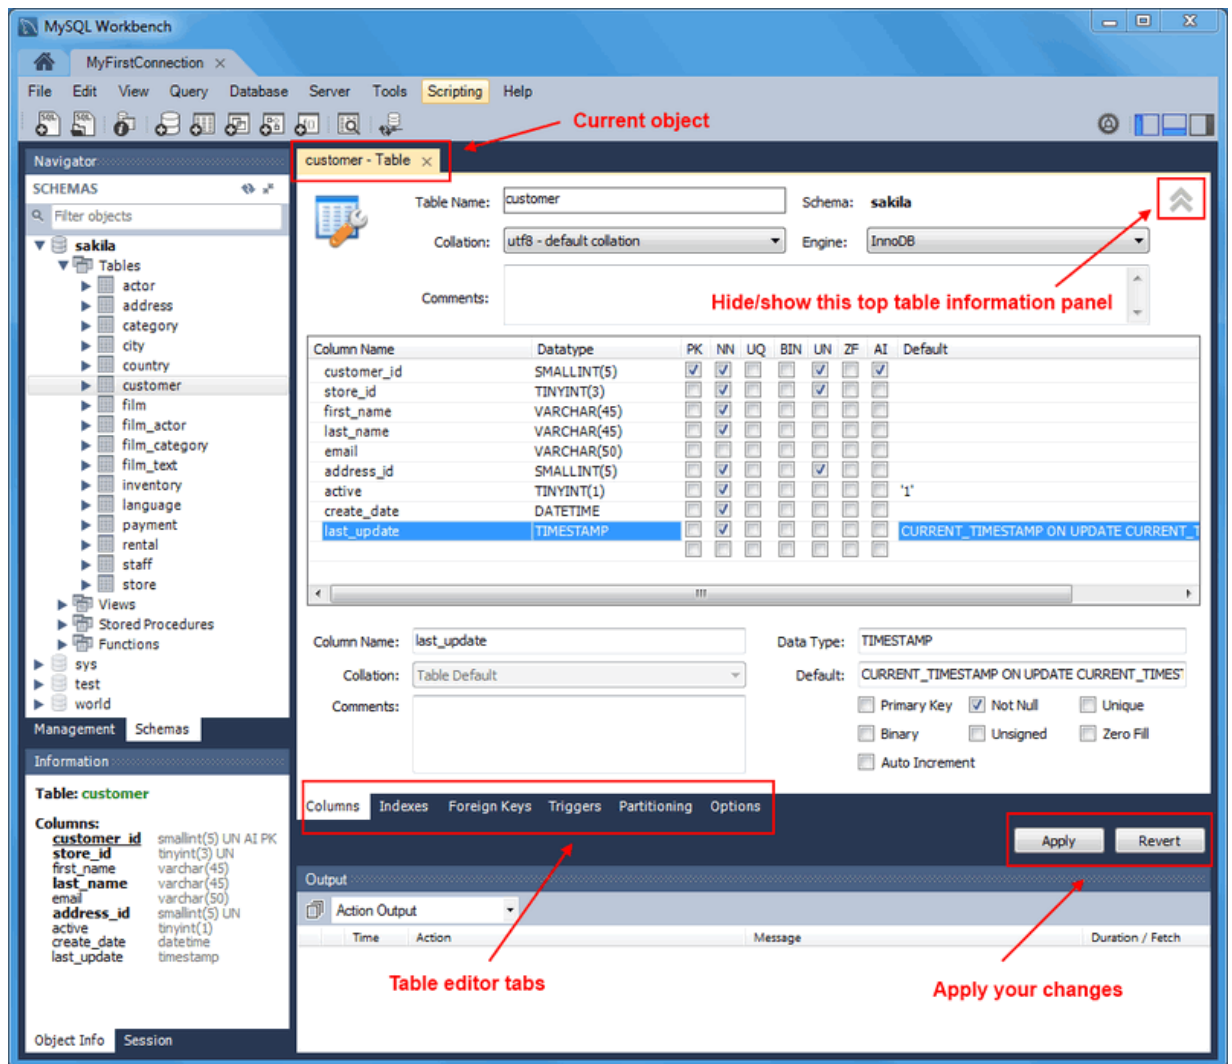 MySQL Workbench
MyFirstConnection ×
File Edit View Query Database Server Tools Scripting Help
Current object
Navigator
SCHEMAS
Filter objects
sakila
Tables
actor
address
category
city
country
customer
film
film_actor
film_category
film_text
inventory
language
payment
rental
staff
store
Views
Stored Procedures
Functions
sys
test
world
Management Schemas
Information
Table: customer
Columns:
customer_id smallint(5) UN AI PK
store_id tinyint(3) UN
first_name varchar(45)
last_name varchar(45)
email varchar(50)
address_id smallint(5) UN
active tinyint(1)
create_date datetime
last_update timestamp
Object Info Session
customer - Table ×
Table Name: customer Schema: sakila
Collation: utf8 - default collation Engine: InnoDB
Comments:
Hide/show this top table information panel
Column Name Datatype PK NN UQ BIN UN ZF AI Default
customer_id SMALLINT(5)
store_id TINYINT(3)
first_name VARCHAR(45)
last_name VARCHAR(45)
email VARCHAR(50)
address_id SMALLINT(5)
active TINYINT(1) '1'
create_date DATETIME
last_update TIMESTAMP CURRENT_TIMESTAMP ON UPDATE CURRENT_T
Column Name: last_update Data Type: TIMESTAMP
Collation: Table Default Default: CURRENT_TIMESTAMP ON UPDATE CURRENT_TIMES
Comments: Primary Key Not Null Unique
Binary Unsigned Zero Fill
Auto Increment
Columns Indexes Foreign Keys Triggers Partitioning Options
Apply Revert
Output
Action Output
Time Action Message Duration / Fetch
Table editor tabs
Apply your changes